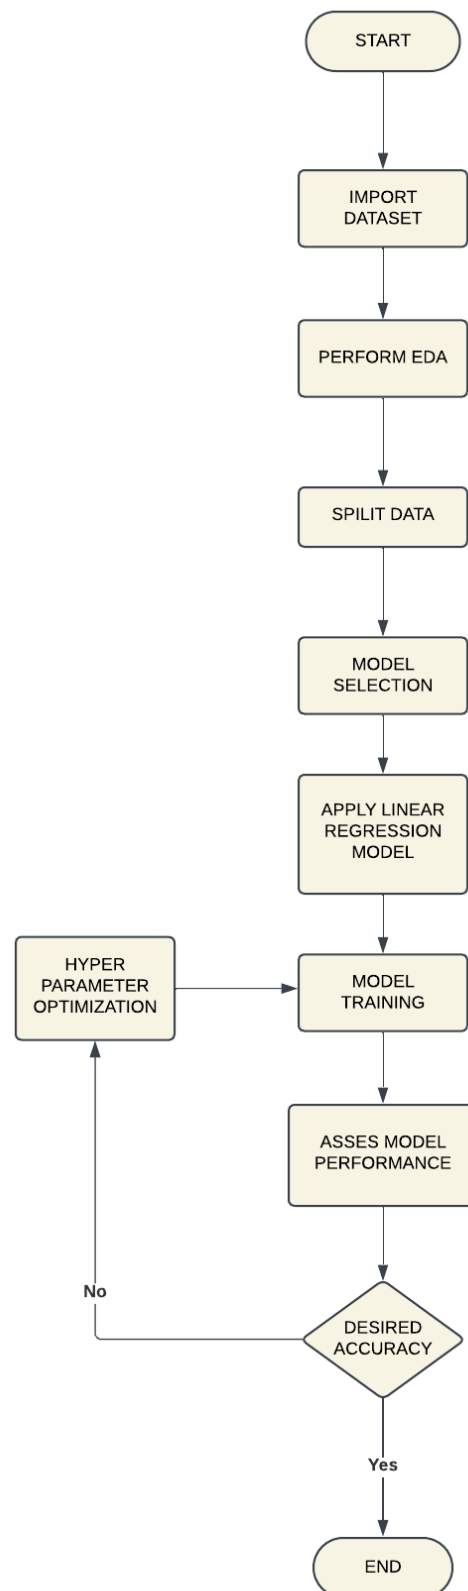 START
IMPORT
DATASET
PERFORM EDA
SPILIT DATA
MODEL
SELECTION
APPLY LINEAR
REGRESSION
MODEL
HYPER
PARAMETER
OPTIMIZATION
MODEL
TRAINING
ASSES MODEL
PERFORMANCE
No
DESIRED
ACCURACY
Yes
END